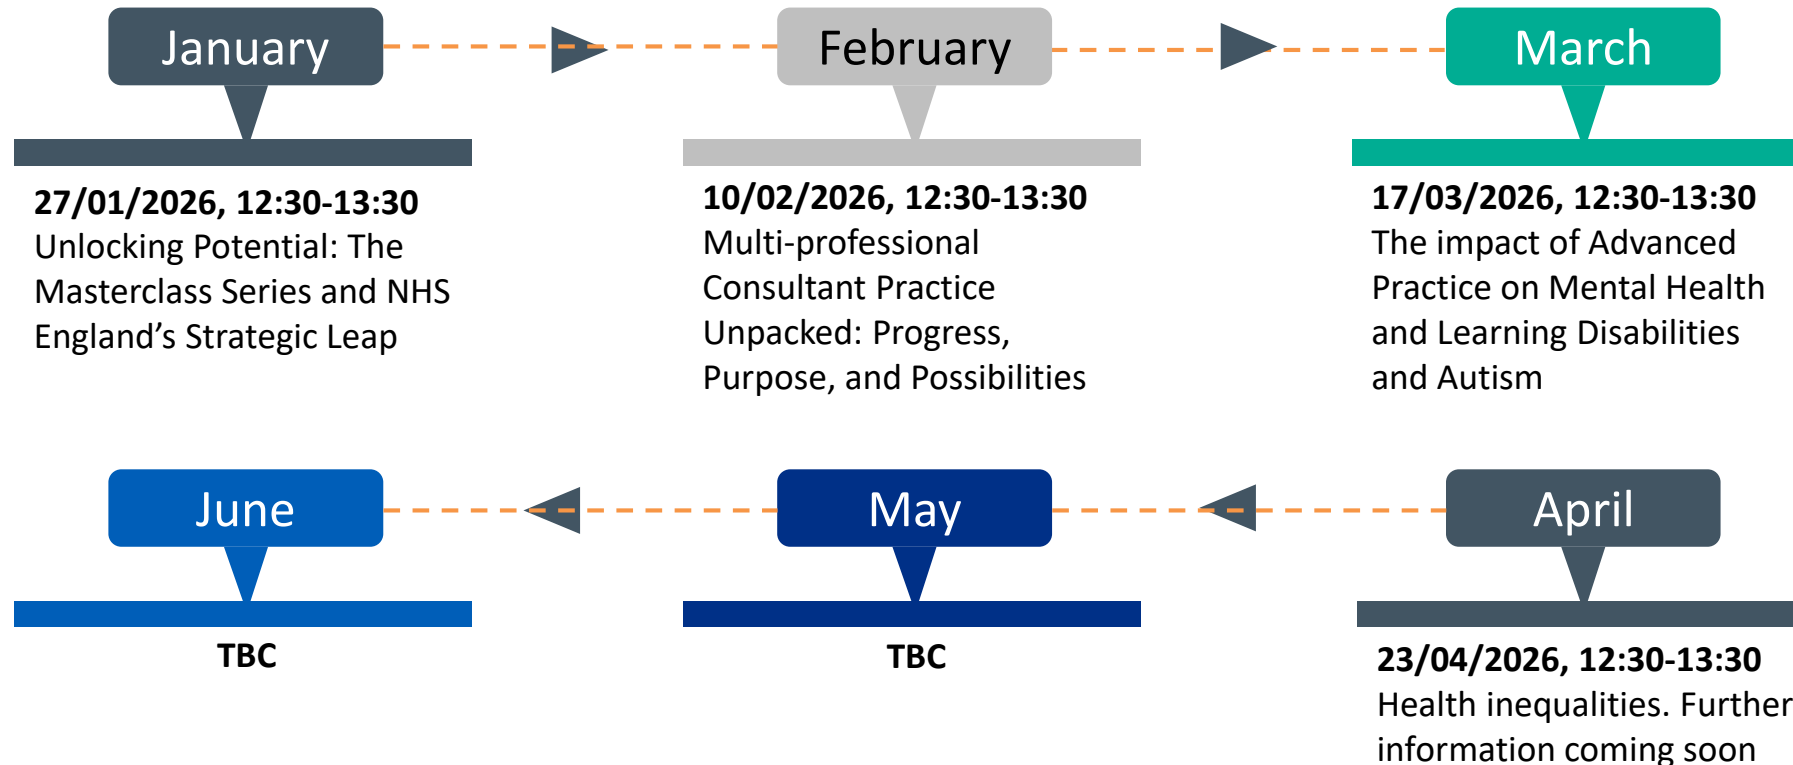 January
February
March
27/01/2026, 12:30-13:30
Unlocking Potential: The
Masterclass Series and NHS
England’s Strategic Leap
10/02/2026, 12:30-13:30
Multi-professional
Consultant Practice
Unpacked: Progress,
Purpose, and Possibilities
17/03/2026, 12:30-13:30
The impact of Advanced
Practice on Mental Health
and Learning Disabilities
and Autism
June
May
April
TBC
TBC
23/04/2026, 12:30-13:30
Health inequalities. Further
information coming soon